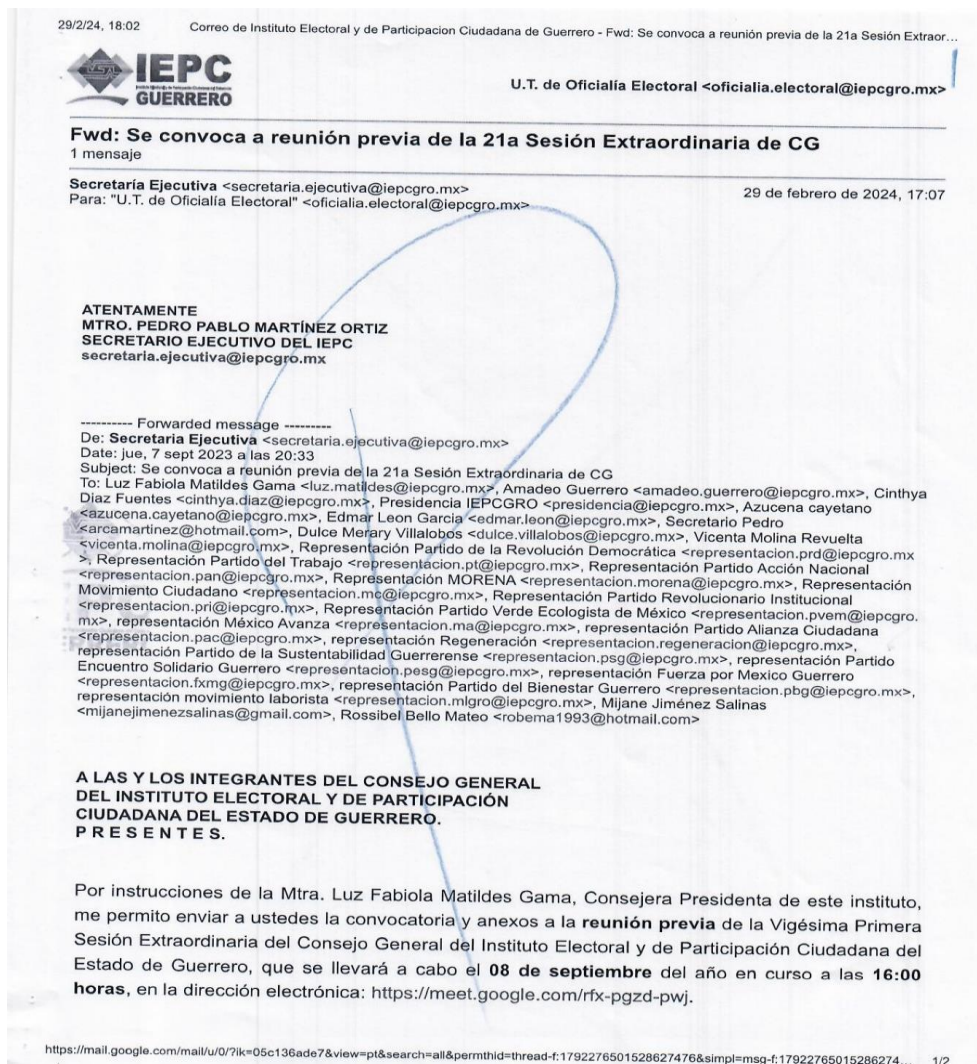 29/2/24, 18:02 Correo de Instituto Electoral y de Participacion Ciudadana de Guerrero - Fwd: Se convoca a reunión previa de la 21a Sesión Extraor...
IEPC
GUERRERO
U.T. de Oficialía Electoral <oficialia.electoral@iepcgro.mx>
Fwd: Se convoca a reunión previa de la 21a Sesión Extraordinaria de CG
1 mensaje
Secretaría Ejecutiva <secretaria.ejecutiva@iepcgro.mx> 29 de febrero de 2024, 17:07
Para: "U.T. de Oficialía Electoral" <oficialia.electoral@iepcgro.mx>
ATENTAMENTE
MTRO. PEDRO PABLO MARTÍNEZ ORTIZ
SECRETARIO EJECUTIVO DEL IEPC
secretaria.ejecutiva@iepcgro.mx
---------- Forwarded message ---------
De: Secretaria Ejecutiva <secretaria.ejecutiva@iepcgro.mx>
Date: jue, 7 sept 2023 a las 20:33
Subject: Se convoca a reunión previa de la 21a Sesión Extraordinaria de CG
To: Luz Fabiola Matildes Gama <luz.matildes@iepcgro.mx>, Amadeo Guerrero <amadeo.guerrero@iepcgro.mx>, Cinthya
Diaz Fuentes <cinthya.diaz@iepcgro.mx>, Presidencia IEPCGRO <presidencia@iepcgro.mx>, Azucena cayetano
<azucena.cayetano@iepcgro.mx>, Edmar Leon Garcia <edmar.leon@iepcgro.mx>, Secretario Pedro
<arcamartinez@hotmail.com>, Dulce Merary Villalobos <dulce.villalobos@iepcgro.mx>, Vicenta Molina Revuelta
<vicenta.molina@iepcgro.mx>, Representación Partido de la Revolución Democrática <representacion.prd@iepcgro.mx
>, Representación Partido del Trabajo <representacion.pt@iepcgro.mx>, Representación Partido Acción Nacional
<representacion.pan@iepcgro.mx>, Representación MORENA <representacion.morena@iepcgro.mx>, Representación
Movimiento Ciudadano <representacion.mc@iepcgro.mx>, Representación Partido Revolucionario Institucional
<representacion.pri@iepcgro.mx>, Representación Partido Verde Ecologista de México <representacion.pvem@iepcgro.
mx>, representación México Avanza <representacion.ma@iepcgro.mx>, representación Partido Alianza Ciudadana
<representacion.pac@iepcgro.mx>, representación Regeneración <representacion.regeneracion@iepcgro.mx>,
representación Partido de la Sustentabilidad Guerrerense <representacion.psg@iepcgro.mx>, representación Partido
Encuentro Solidario Guerrero <representacion.pesg@iepcgro.mx>, representación Fuerza por Mexico Guerrero
<representacion.fxmg@iepcgro.mx>, representación Partido del Bienestar Guerrero <representacion.pbg@iepcgro.mx>,
representación movimiento laborista <representacion.mlgro@iepcgro.mx>, Mijane Jiménez Salinas
<mijanejimenezsalinas@gmail.com>, Rossibel Bello Mateo <robema1993@hotmail.com>
A LAS Y LOS INTEGRANTES DEL CONSEJO GENERAL
DEL INSTITUTO ELECTORAL Y DE PARTICIPACIÓN
CIUDADANA DEL ESTADO DE GUERRERO.
P R E S E N T E S.
Por instrucciones de la Mtra. Luz Fabiola Matildes Gama, Consejera Presidenta de este instituto,
me permito enviar a ustedes la convocatoria y anexos a la reunión previa de la Vigésima Primera
Sesión Extraordinaria del Consejo General del Instituto Electoral y de Participación Ciudadana del
Estado de Guerrero, que se llevará a cabo el 08 de septiembre del año en curso a las 16:00
horas, en la dirección electrónica: https://meet.google.com/rfx-pgzd-pwj.
https://mail.google.com/mail/u/0/?ik=05c136ade7&view=pt&search=all&permthid=thread-f:1792276501528627476&simpl=msg-f:17922765015286274... 1/2